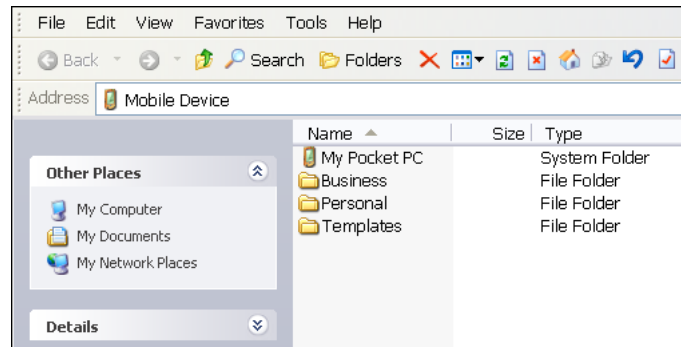 File Edit View Favorites Tools Help
Back Search Folders
Address Mobile Device
Name Size Type
Other Places
My Computer
My Documents
My Network Places
Details
My Pocket PC System Folder
Business File Folder
Personal File Folder
Templates File Folder